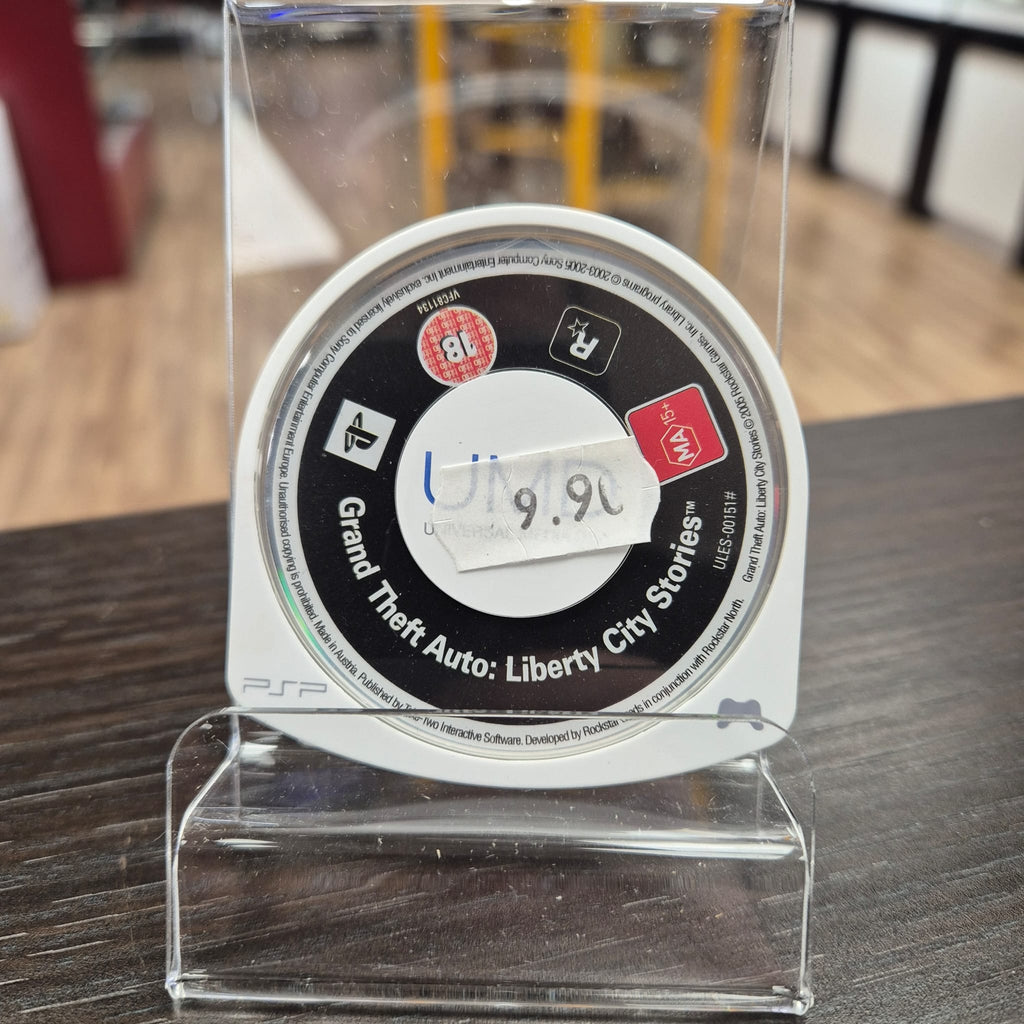 Library programs © 2003-2005 Sony Computer Entertainment Inc. exclusively licensed to Sony Computer Entertainment Europe. Unauthorised copying is prohibited. Made in Austria. Published by Take-Two Interactive Software. Developed by Rockstar Leeds in conjunction with Rockstar North.
Grand Theft Auto: Liberty City Stories © 2005 Rockstar Games, Inc.
VFC81134
18
R
MA 15+
UMD
9.90
UNIVERSAL
ULES-00151#
Grand Theft Auto: Liberty City Stories™
PSP